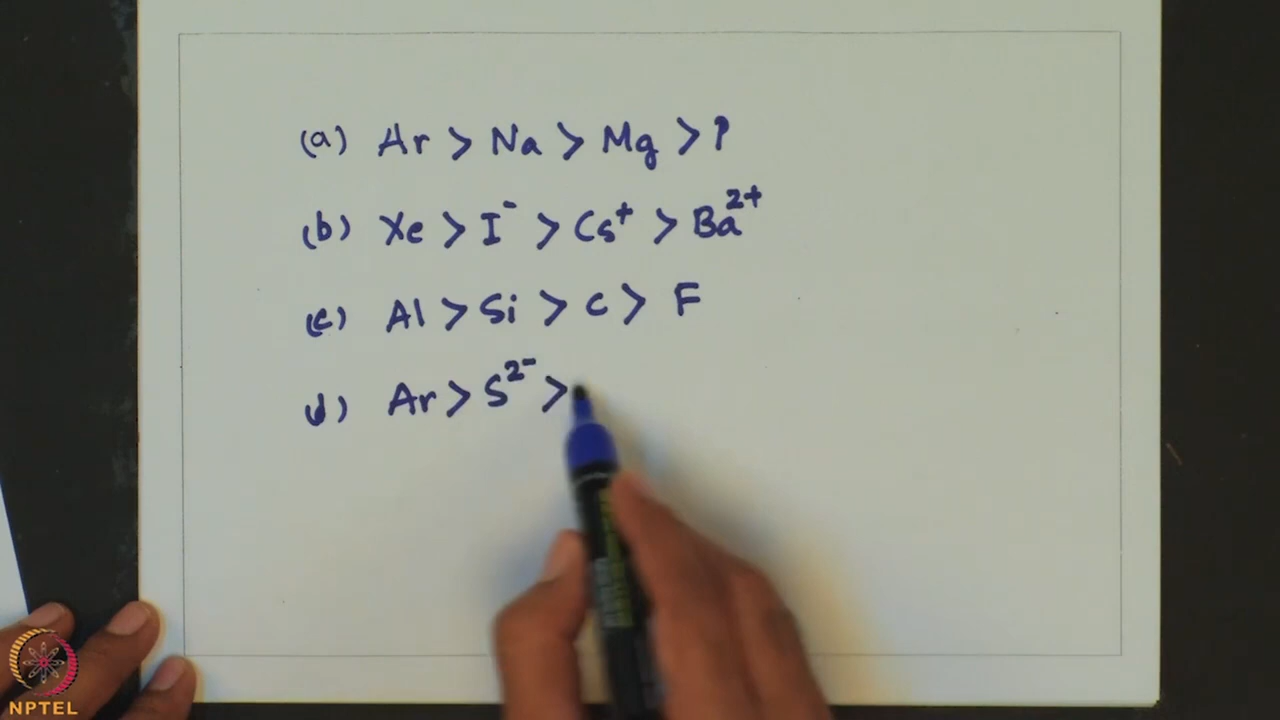 (a) Ar > Na > Mg > P
(b) Xe > I⁻ > Cs⁺ > Ba²⁺
(c) Al > Si > C > F
d) Ar > S²⁻ >
NPTEL